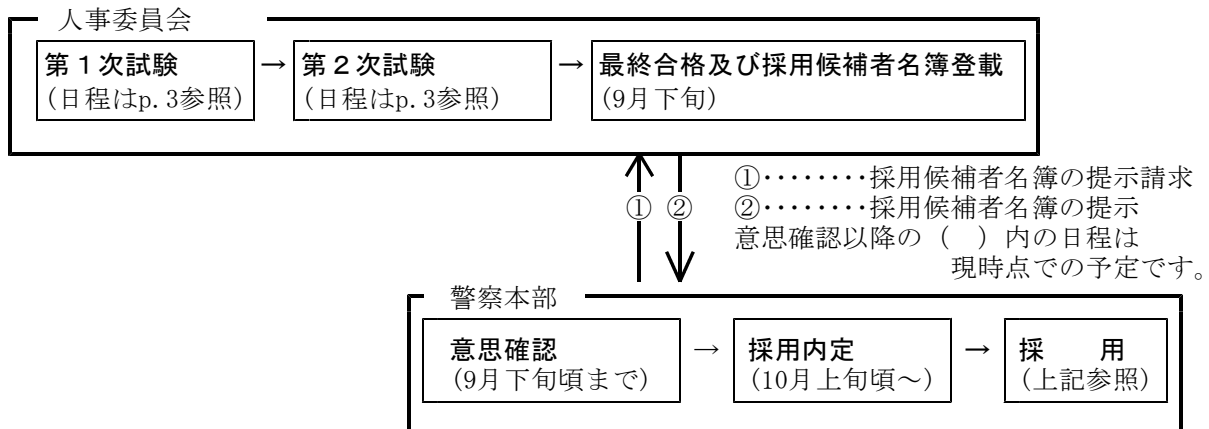 人事委員会
第１次試験 → 第２次試験 → 最終合格及び採用候補者名簿登載
(日程はp.3参照) (日程はp.3参照) (9月下旬)
①・・・・・・・・採用候補者名簿の提示請求
① ② ②・・・・・・・・採用候補者名簿の提示
意思確認以降の（　）内の日程は
現時点での予定です。
警察本部
意思確認 → 採用内定 → 採　　用
(9月下旬頃まで) (10月上旬頃～) (上記参照)